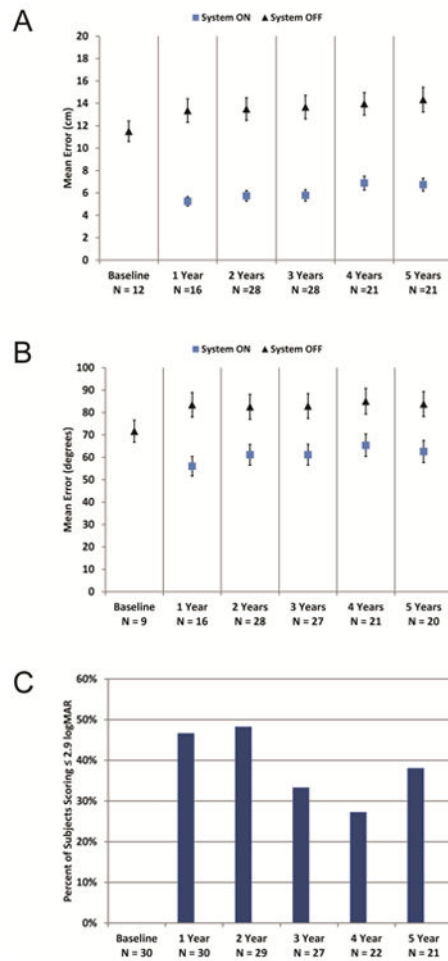 A
System ON System OFF
20
18
16
14
12
10
8
6
4
2
0
Mean Error (cm)
Baseline 1 Year 2 Years 3 Years 4 Years 5 Years
N = 12 N =16 N =28 N =28 N =21 N =21
B
System ON System OFF
100
90
80
70
60
50
40
30
20
10
0
Mean Error (degrees)
Baseline 1 Year 2 Years 3 Years 4 Years 5 Years
N = 9 N = 16 N = 28 N = 27 N = 21 N = 20
C
60%
50%
40%
30%
20%
10%
0%
Percent of Subjects Scoring ≤ 2.9 logMAR
Baseline 1 Year 2 Year 3 Year 4 Year 5 Year
N = 30 N = 30 N = 29 N = 27 N = 22 N = 21